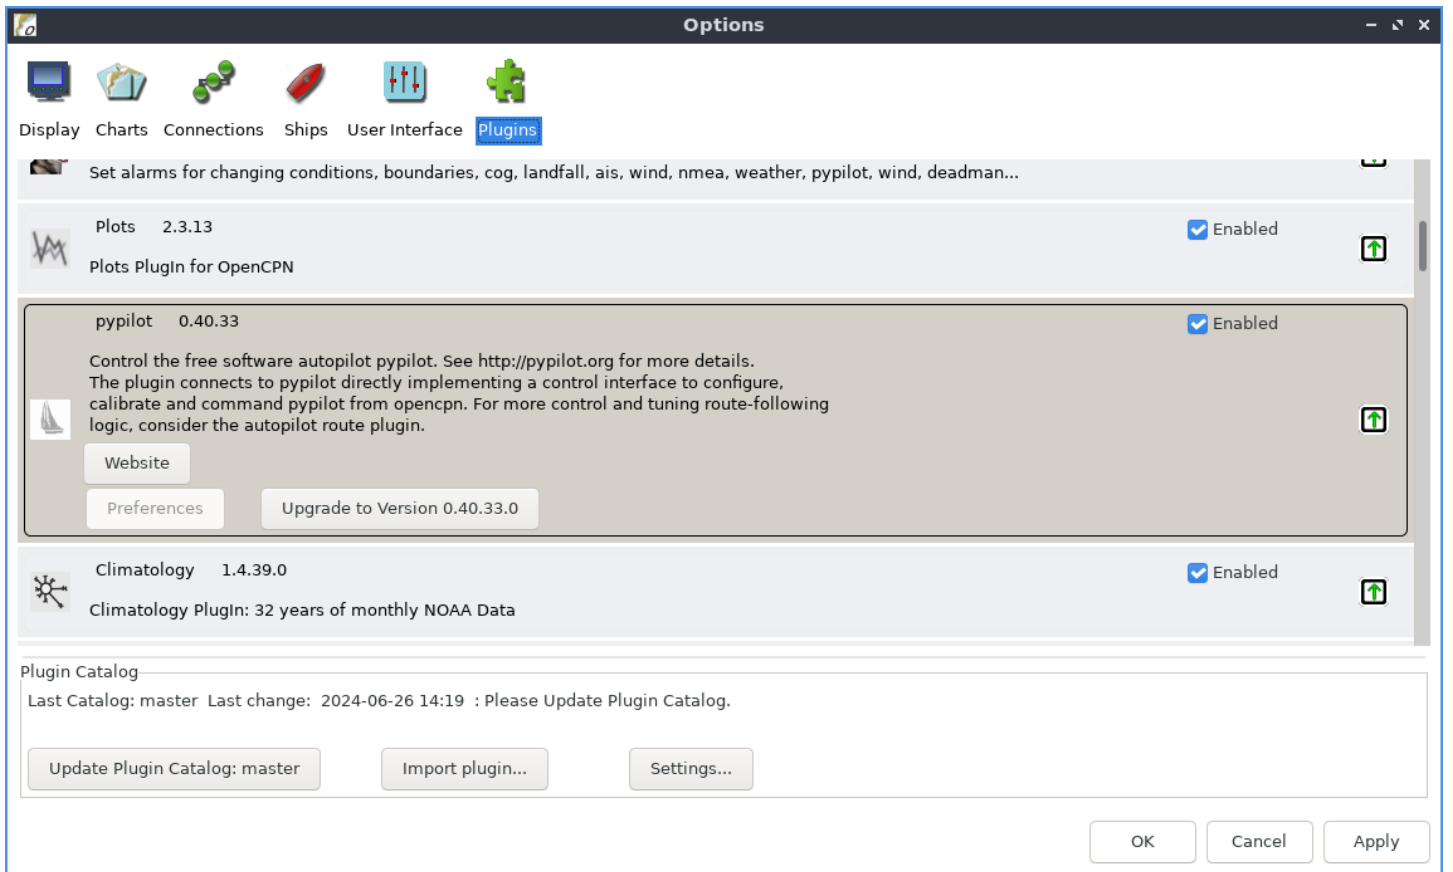 Options
Display Charts Connections Ships User Interface Plugins
Set alarms for changing conditions, boundaries, cog, landfall, ais, wind, nmea, weather, pypilot, wind, deadman...
Plots 2.3.13
Enabled
Plots PlugIn for OpenCPN
pypilot 0.40.33
Enabled
Control the free software autopilot pypilot. See http://pypilot.org for more details.
The plugin connects to pypilot directly implementing a control interface to configure,
calibrate and command pypilot from opencpn. For more control and tuning route-following
logic, consider the autopilot route plugin.
Website
Preferences Upgrade to Version 0.40.33.0
Climatology 1.4.39.0
Enabled
Climatology PlugIn: 32 years of monthly NOAA Data
Plugin Catalog
Last Catalog: master Last change: 2024-06-26 14:19 : Please Update Plugin Catalog.
Update Plugin Catalog: master Import plugin... Settings...
OK Cancel Apply